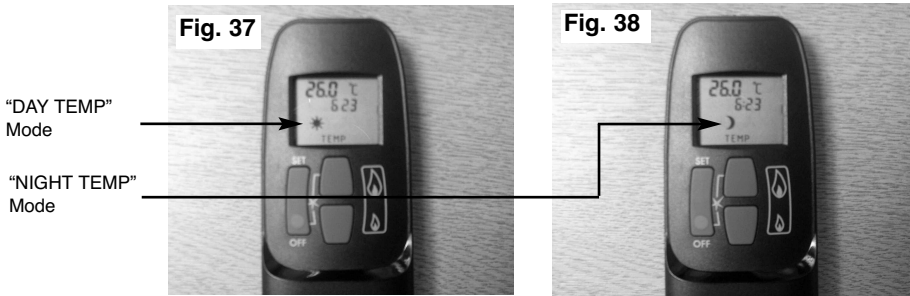 Fig. 37
Fig. 38
“DAY TEMP”
Mode
“NIGHT TEMP”
Mode
26.0 ℃
6:23
TEMP
SET
OFF
26.0 ℃
6:23
TEMP
SET
OFF